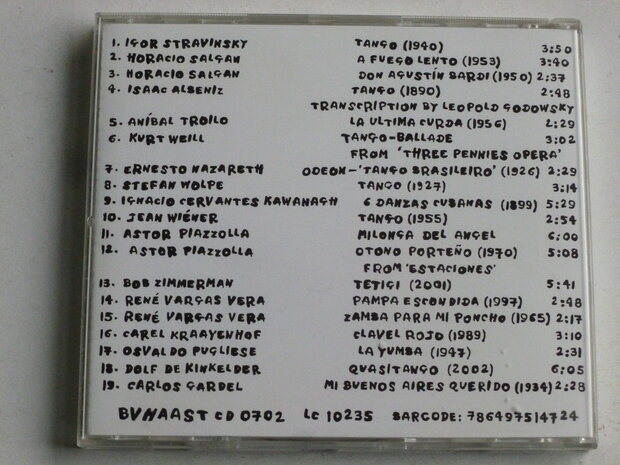 1. IGOR STRAVINSKY TANGO (1940) 3:50
2. HORACIO SALGAN A FUEGO LENTO (1953) 3:40
3. HORACIO SALGAN DON AGUSTÍN BARDI (1950) 2:37
4. ISAAC ALBENIZ TANGO (1890) 2:48
TRANSCRIPTION BY LEOPOLD GODOWSKY
5. ANÍBAL TROILO LA ULTIMA CURDA (1956) 2:29
6. KURT WEILL TANGO-BALLADE 3:02
FROM 'THREE PENNIES OPERA'
7. ERNESTO NAZARETH ODEON-'TANGO BRASILEIRO' (1926) 2:29
8. STEFAN WOLPE TANGO (1927) 3:14
9. IGNACIO CERVANTES KAWANAGH 6 DANZAS CUBANAS (1899) 5:29
10. JEAN WIÉNER TANGO (1955) 2:54
11. ASTOR PIAZZOLLA MILONGA DEL ANGEL 6:00
12. ASTOR PIAZZOLLA OTONO PORTEÑO (1970) 5:08
FROM 'ESTACIONES'
13. BOB ZIMMERMAN TETIGI (2001) 5:41
14. RENÉ VARGAS VERA PAMPA ESCONDIDA (1997) 2:48
15. RENÉ VARGAS VERA ZAMBA PARA MI PONCHO (1965) 2:17
16. CAREL KRAAYENHOF CLAVEL ROJO (1989) 3:10
17. OSVALDO PUGLIESE LA YUMBA (1947) 2:31
18. DOLF DE KINKELDER QUASITANGO (2002) 6:05
19. CARLOS GARDEL MI BUENOS AIRES QUERIDO (1934) 2:28
BVHAAST CD 0702 LC 10235 BARCODE: 786497514724